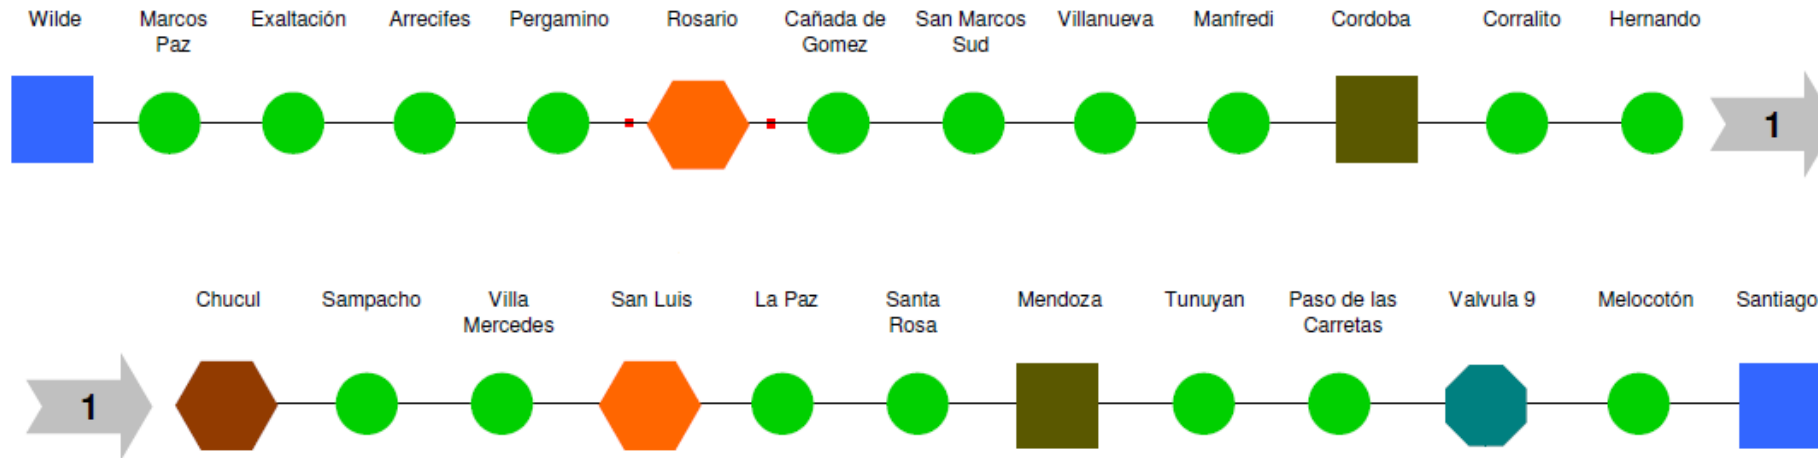 Wilde Marcos Exaltación Arrecifes Pergamino Rosario Cañada de San Marcos Villanueva Manfredi Cordoba Corralito Hernando
Paz Gomez Sud
1
Chucul Sampacho Villa San Luis La Paz Santa Mendoza Tunuyan Paso de las Valvula 9 Melocotón Santiago
Mercedes Rosa Carretas
1